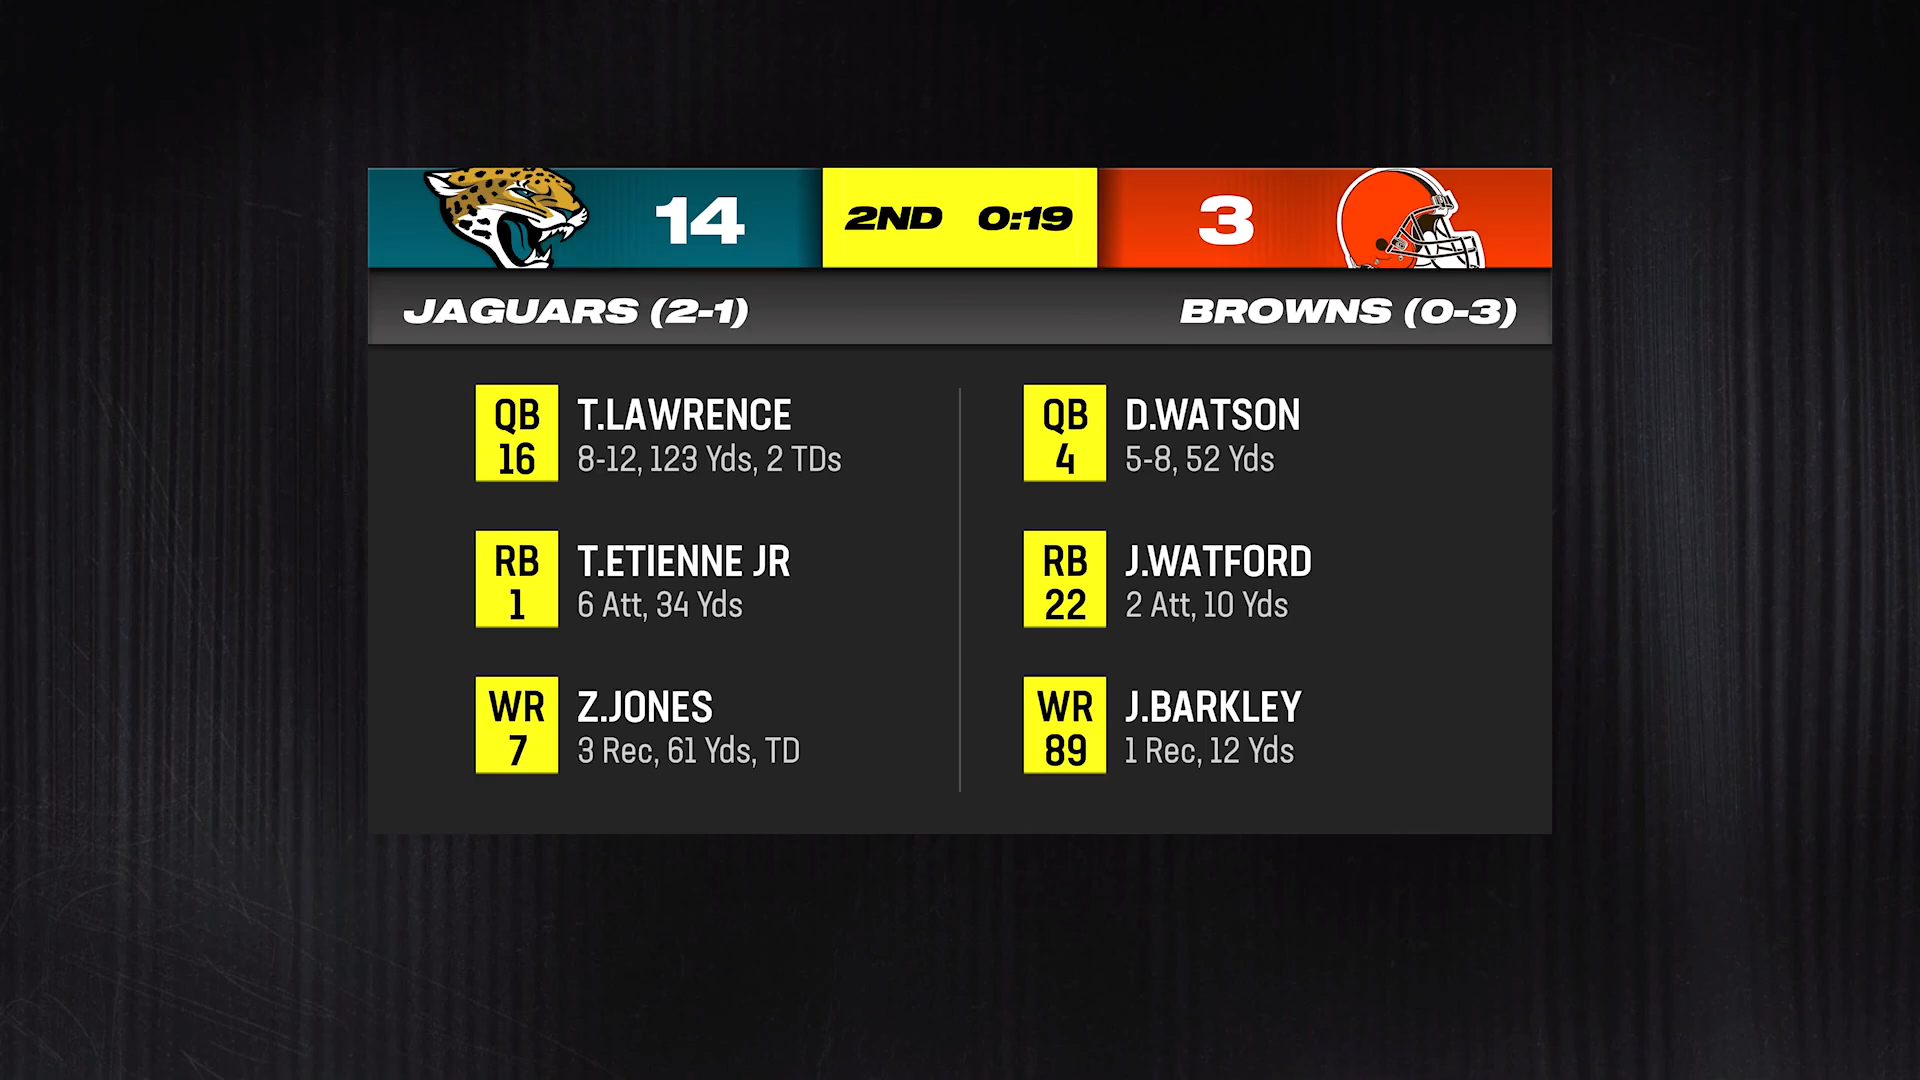 14
2ND 0:19
3
JAGUARS (2-1)
BROWNS (0-3)
QB
16
T.LAWRENCE
8-12, 123 Yds, 2 TDs
RB
1
T.ETIENNE JR
6 Att, 34 Yds
WR
7
Z.JONES
3 Rec, 61 Yds, TD
QB
4
D.WATSON
5-8, 52 Yds
RB
22
J.WATFORD
2 Att, 10 Yds
WR
89
J.BARKLEY
1 Rec, 12 Yds